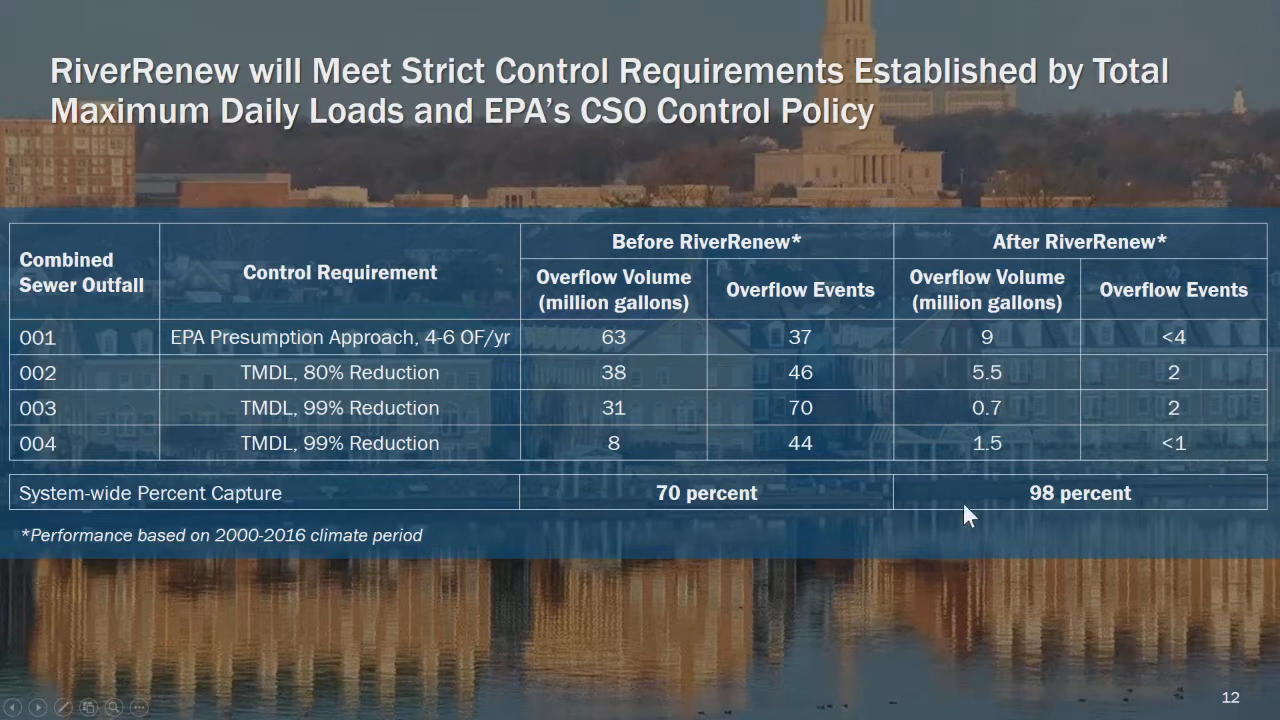 RiverRenew will Meet Strict Control Requirements Established by Total
Maximum Daily Loads and EPA's CSO Control Policy
Combined
Sewer Outfall
Control Requirement
Before RiverRenew*
After RiverRenew*
Overflow Volume
(million gallons)
Overflow Events
Overflow Volume
(million gallons)
Overflow Events
001 EPA Presumption Approach, 4-6 OF/yr 63 37 9 <4
002 TMDL, 80% Reduction 38 46 5.5 2
003 TMDL, 99% Reduction 31 70 0.7 2
004 TMDL, 99% Reduction 8 44 1.5 <1
System-wide Percent Capture 70 percent 98 percent
*Performance based on 2000-2016 climate period
12